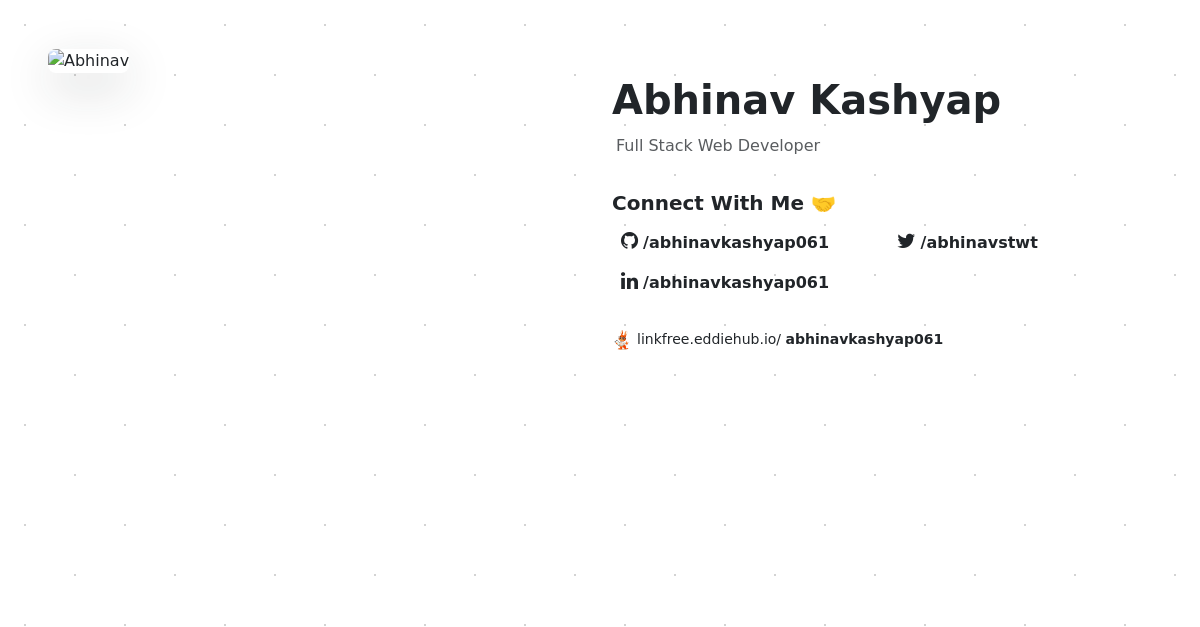 Abhinav
Abhinav Kashyap
Full Stack Web Developer
Connect With Me 🤝
/abhinavkashyap061
/abhinavstwt
/abhinavkashyap061
linkfree.eddiehub.io/ abhinavkashyap061